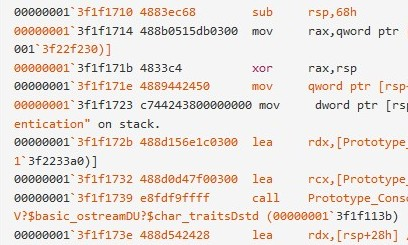 00000001`3f1f1710 4883ec68 sub rsp,68h
00000001`3f1f1714 488b0515db0300 mov rax,qword ptr [
001`3f22f230)]
00000001`3f1f171b 4833c4 xor rax,rsp
00000001`3f1f171e 4889442450 mov qword ptr [rsp+
00000001`3f1f1723 c744243800000000 mov dword ptr [rsp
entication" on stack.
00000001`3f1f172b 488d156e1c0300 lea rdx,[Prototype_
1`3f2233a0)]
00000001`3f1f1732 488d0d47f00300 lea rcx,[Prototype_
00000001`3f1f1739 e8fdf9ffff call Prototype_Conso
V?$basic_ostreamDU?$char_traitsDstd (00000001`3f1f113b)
00000001`3f1f173e 488d542428 lea rdx,[rsp+28h] /